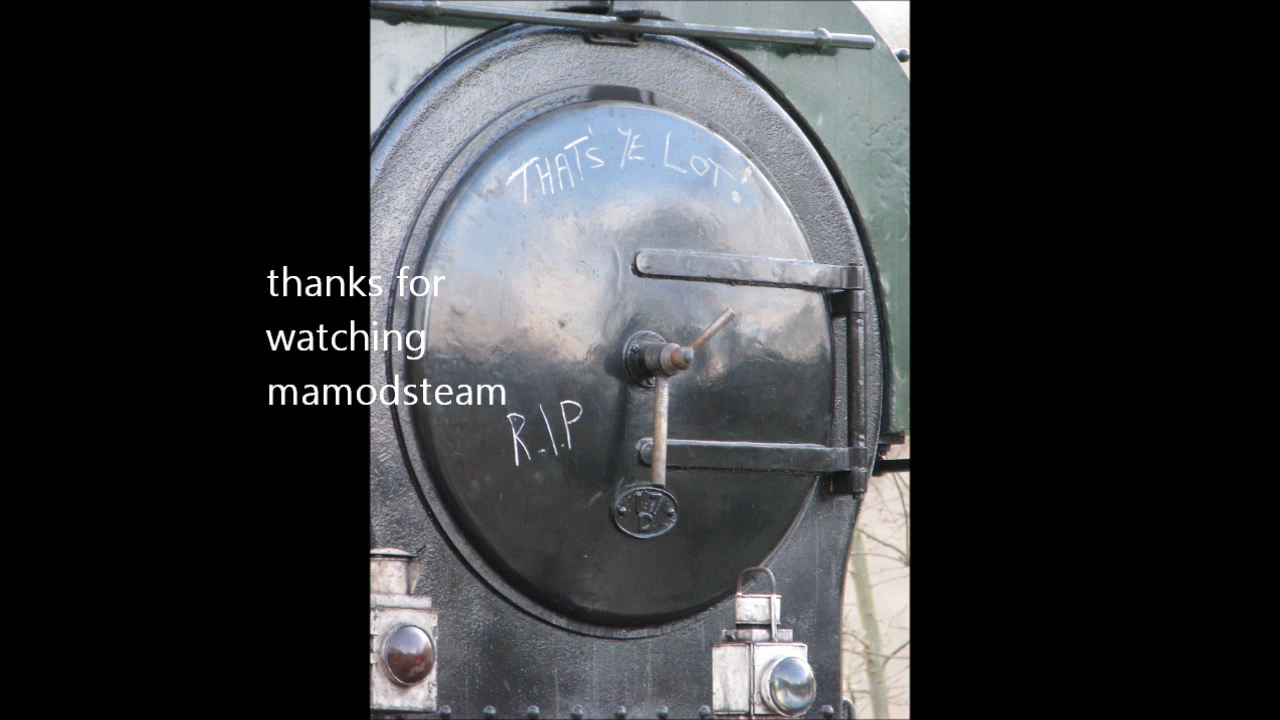 THAT'S YE LOT!
thanks for
watching
mamodsteam
R.I.P